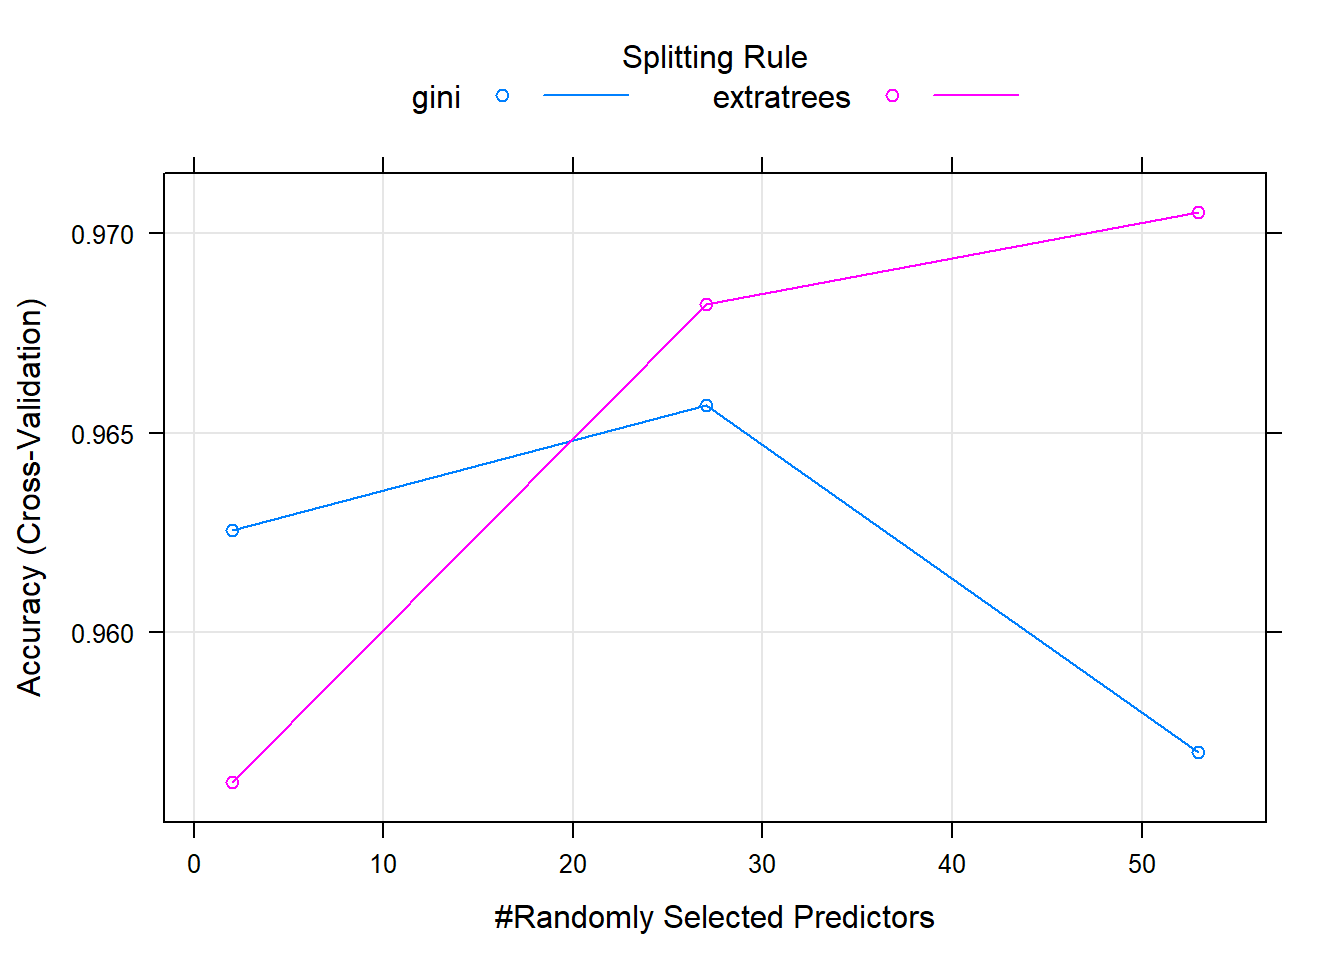 Splitting Rule
gini extratrees
0.970
0.965
0.960
Accuracy (Cross-Validation)
0 10 20 30 40 50
#Randomly Selected Predictors